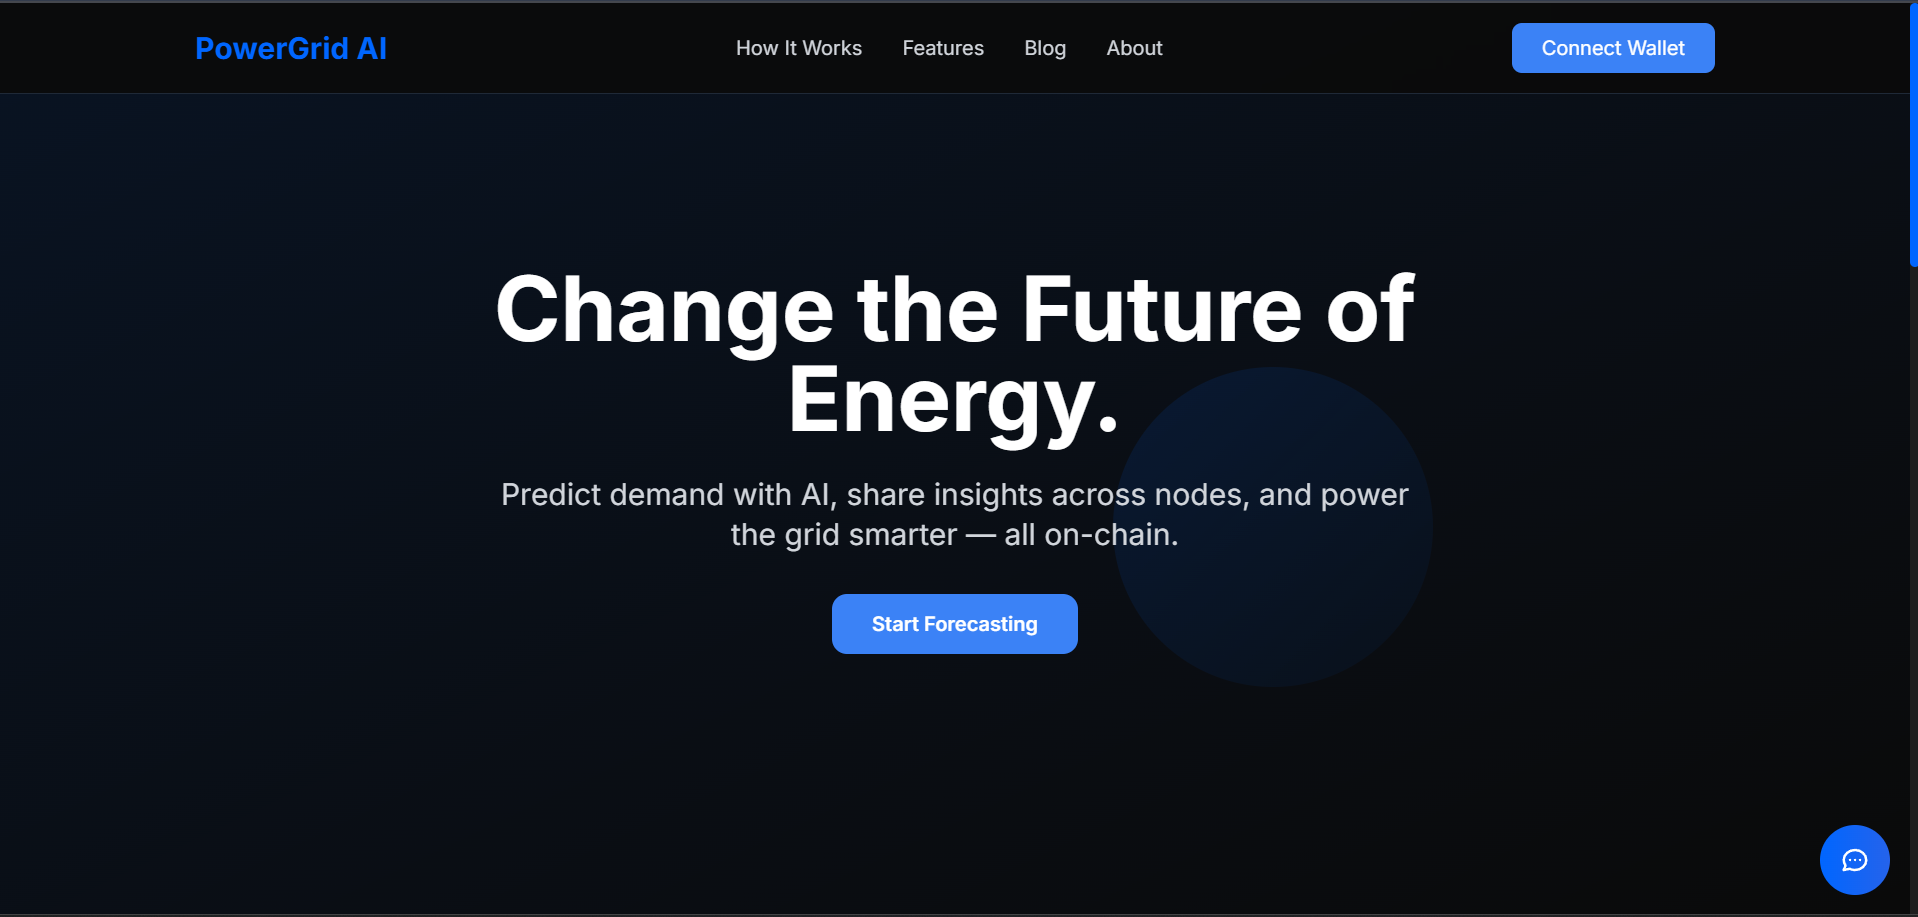 PowerGrid AI
How It Works
Features
Blog
About
Connect Wallet
Change the Future of
Energy.
Predict demand with AI, share insights across nodes, and power
the grid smarter — all on-chain.
Start Forecasting